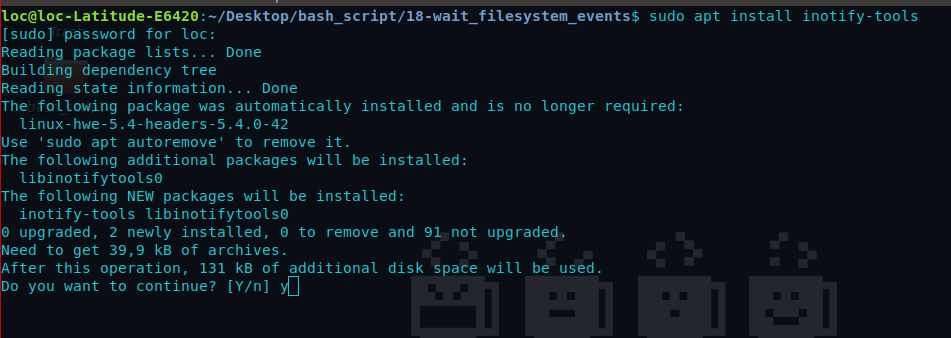 loc@loc-Latitude-E6420:~/Desktop/bash_script/18-wait_filesystem_events$ sudo apt install inotify-tools
[sudo] password for loc:
Reading package lists... Done
Building dependency tree
Reading state information... Done
The following package was automatically installed and is no longer required:
  linux-hwe-5.4-headers-5.4.0-42
Use 'sudo apt autoremove' to remove it.
The following additional packages will be installed:
  libinotifytools0
The following NEW packages will be installed:
  inotify-tools libinotifytools0
0 upgraded, 2 newly installed, 0 to remove and 91 not upgraded.
Need to get 39,9 kB of archives.
After this operation, 131 kB of additional disk space will be used.
Do you want to continue? [Y/n] y